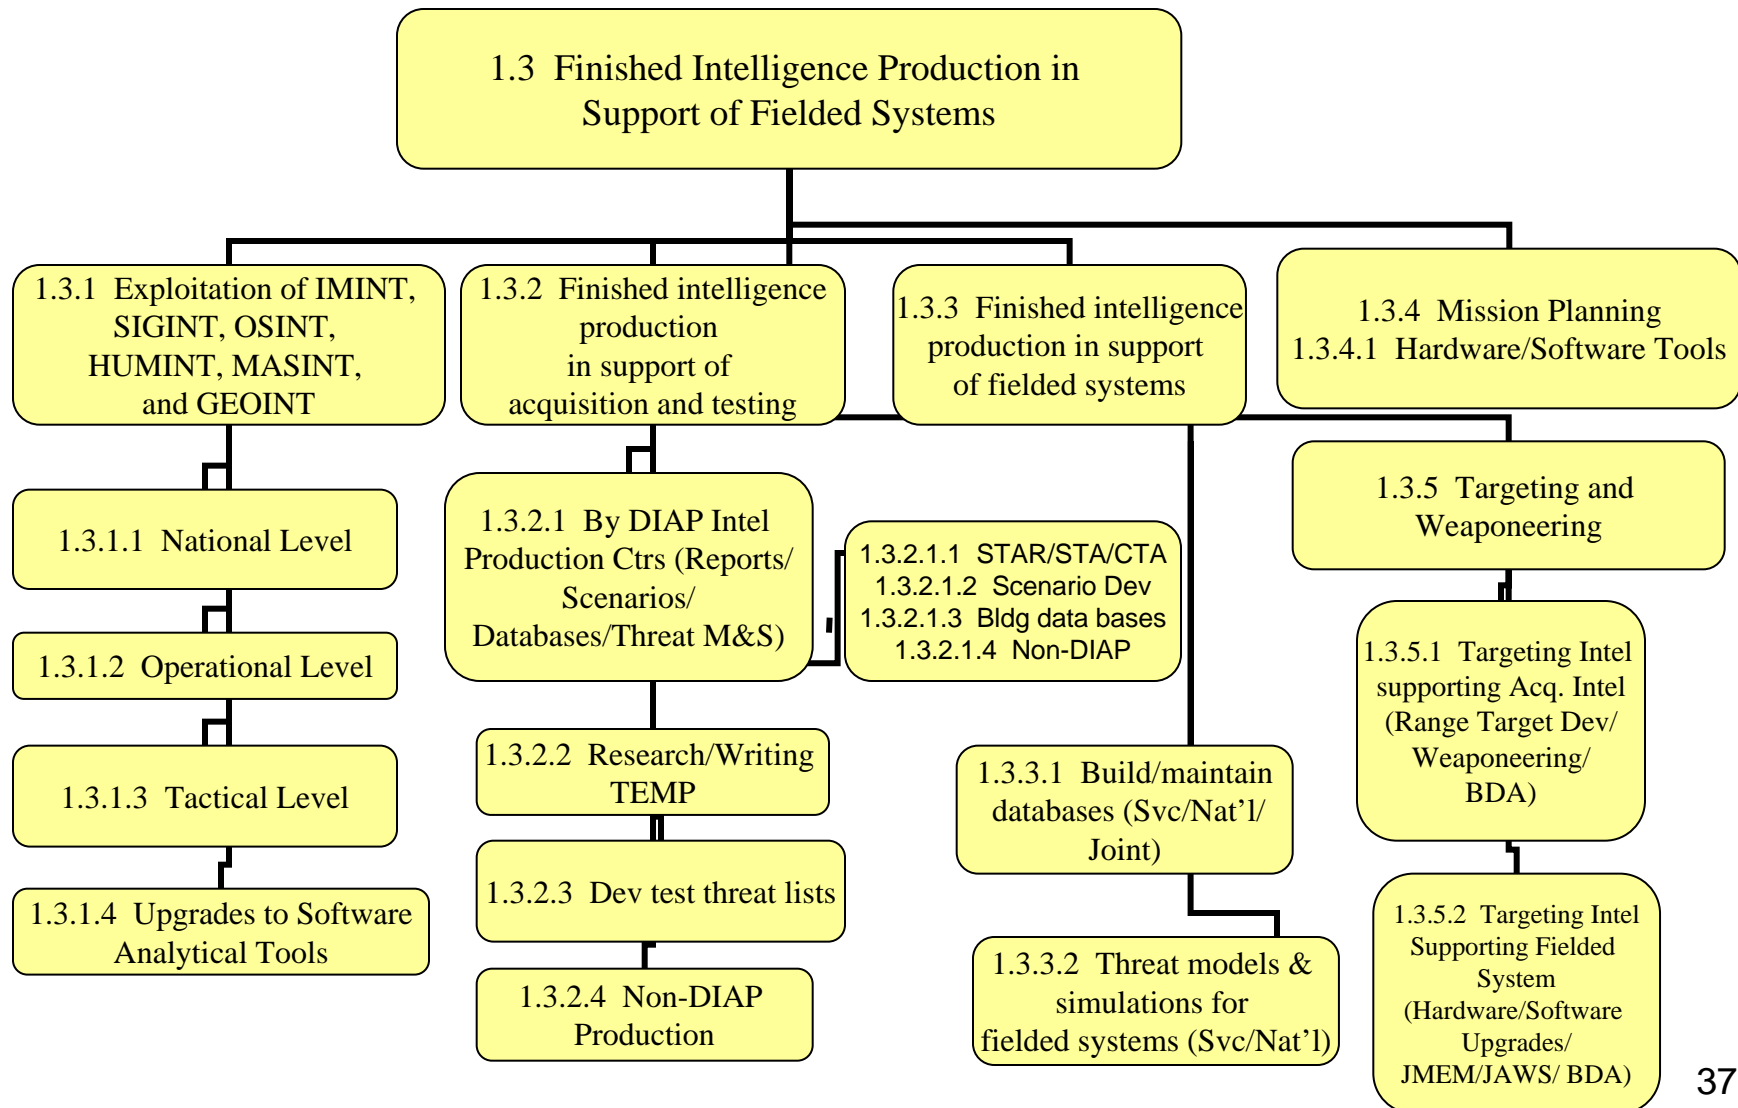 1.3  Finished Intelligence Production in
Support of Fielded Systems
1.3.1  Exploitation of IMINT,
SIGINT, OSINT,
HUMINT, MASINT,
and GEOINT
1.3.2  Finished intelligence
production
in support of
acquisition and testing
1.3.3  Finished intelligence
production in support
of fielded systems
1.3.4  Mission Planning
1.3.4.1  Hardware/Software Tools
1.3.1.1  National Level
1.3.1.2  Operational Level
1.3.1.3  Tactical Level
1.3.1.4  Upgrades to Software
Analytical Tools
1.3.2.1  By DIAP Intel
Production Ctrs (Reports/
Scenarios/
Databases/Threat M&S)
1.3.2.1.1  STAR/STA/CTA
1.3.2.1.2  Scenario Dev
1.3.2.1.3  Bldg data bases
1.3.2.1.4  Non-DIAP
1.3.2.2  Research/Writing
TEMP
1.3.2.3  Dev test threat lists
1.3.2.4  Non-DIAP
Production
1.3.3.1  Build/maintain
databases (Svc/Nat’l/
Joint)
1.3.3.2  Threat models &
simulations for
fielded systems (Svc/Nat’l)
1.3.5  Targeting and
Weaponeering
1.3.5.1  Targeting Intel
supporting Acq. Intel
(Range Target Dev/
Weaponeering/
BDA)
1.3.5.2  Targeting Intel
Supporting Fielded
System
(Hardware/Software
Upgrades/
JMEM/JAWS/ BDA)
37